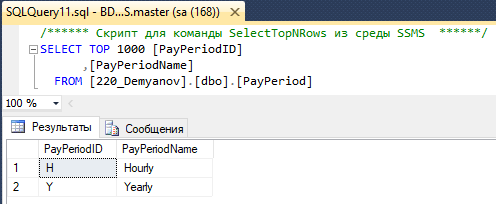 SQLQuery11.sql - BD...S.master (sa (168))
/****** Скрипт для команды SelectTopNRows из среды SSMS ******/
SELECT TOP 1000 [PayPeriodID]
,[PayPeriodName]
FROM [220_Demyanov].[dbo].[PayPeriod]
100 %
Результаты Сообщения
PayPeriodID PayPeriodName
1 H Hourly
2 Y Yearly